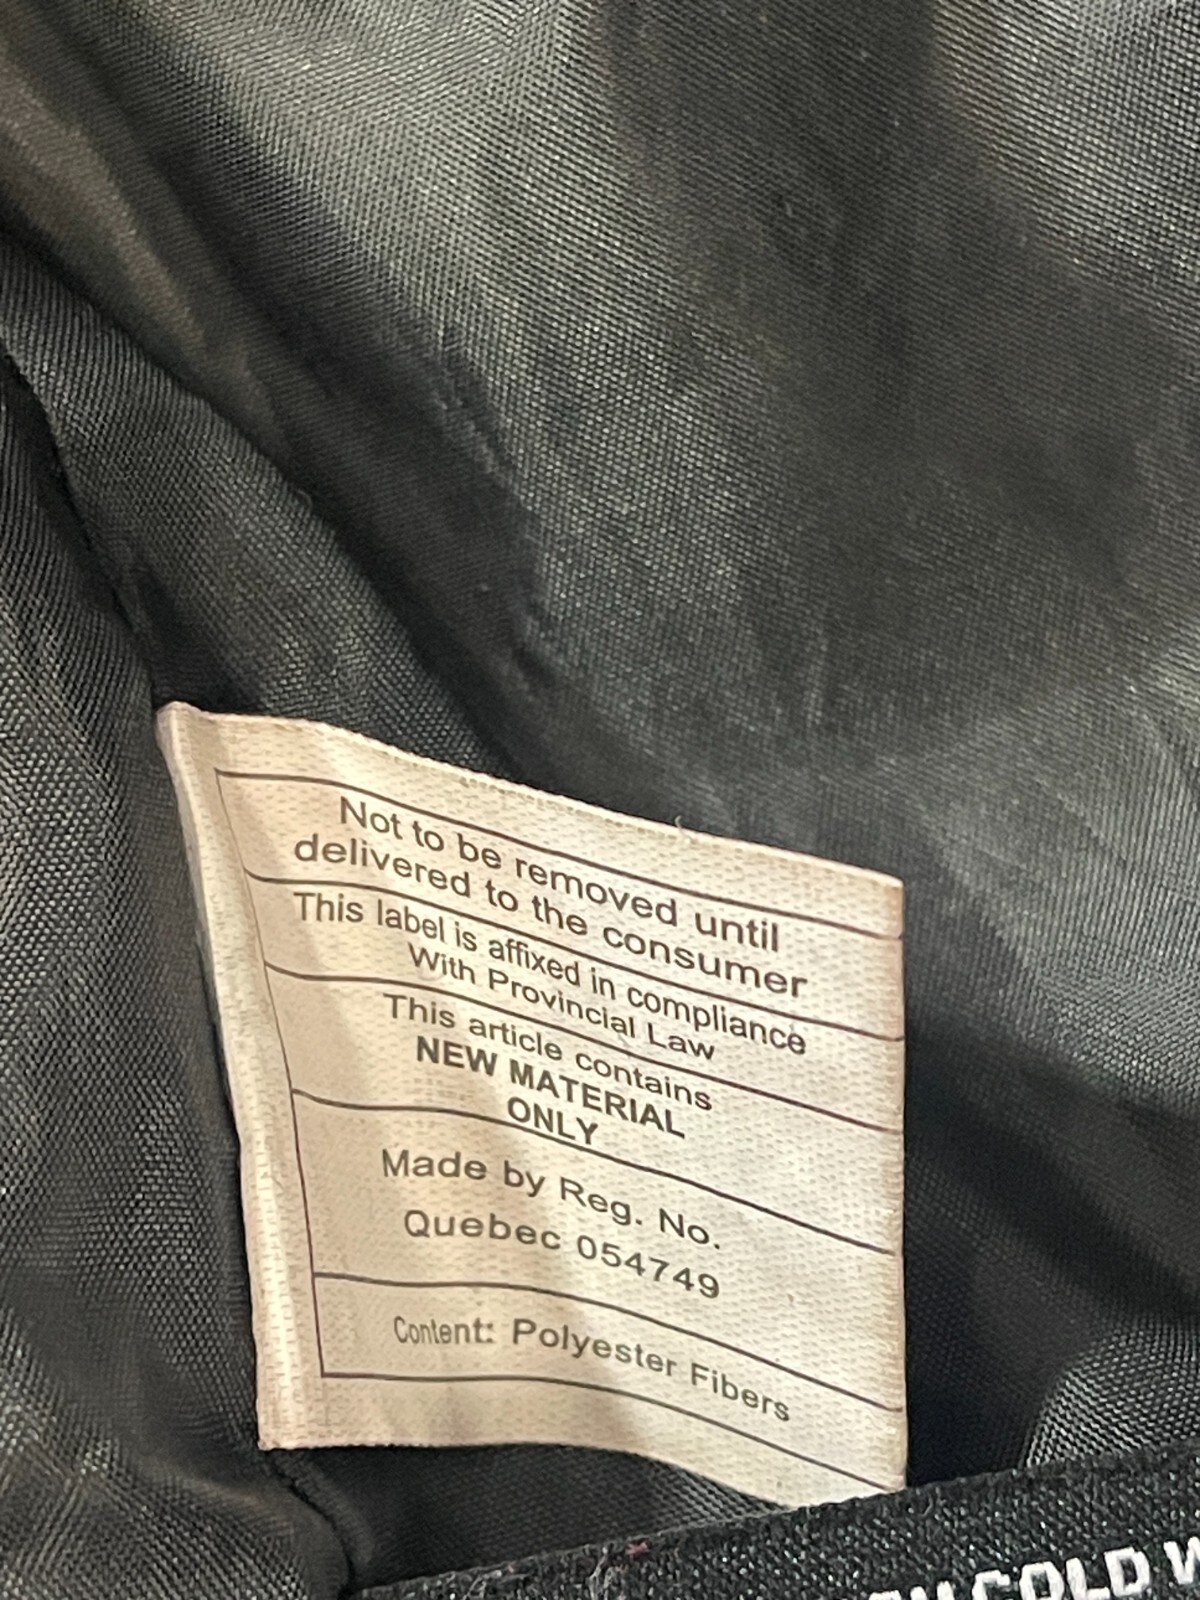 Not to be removed until
delivered to the consumer
This label is affixed in compliance
With Provincial Law
This article contains
NEW MATERIAL
ONLY
Made by Reg. No.
Quebec 054749
Content: Polyester Fibers
COLD